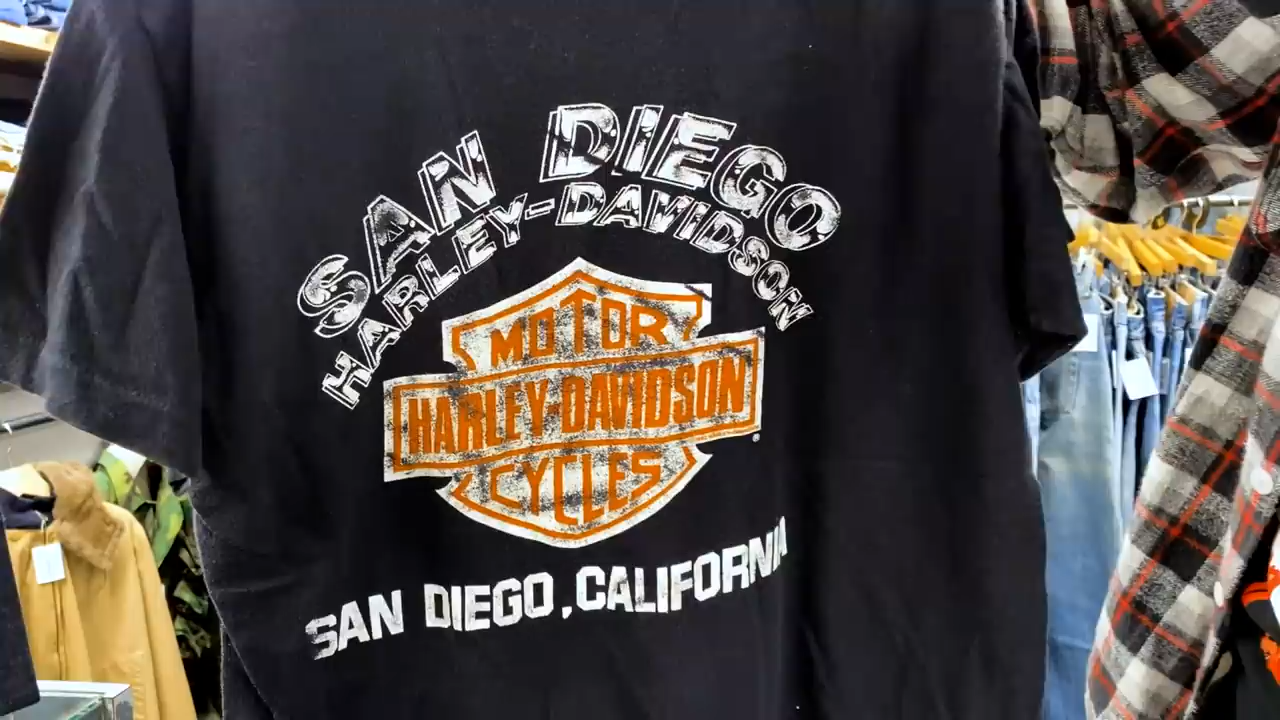 SAN DIEGO
HARLEY-DAVIDSON
MOTOR
HARLEY-DAVIDSON
®
CYCLES
SAN DIEGO, CALIFORNIA